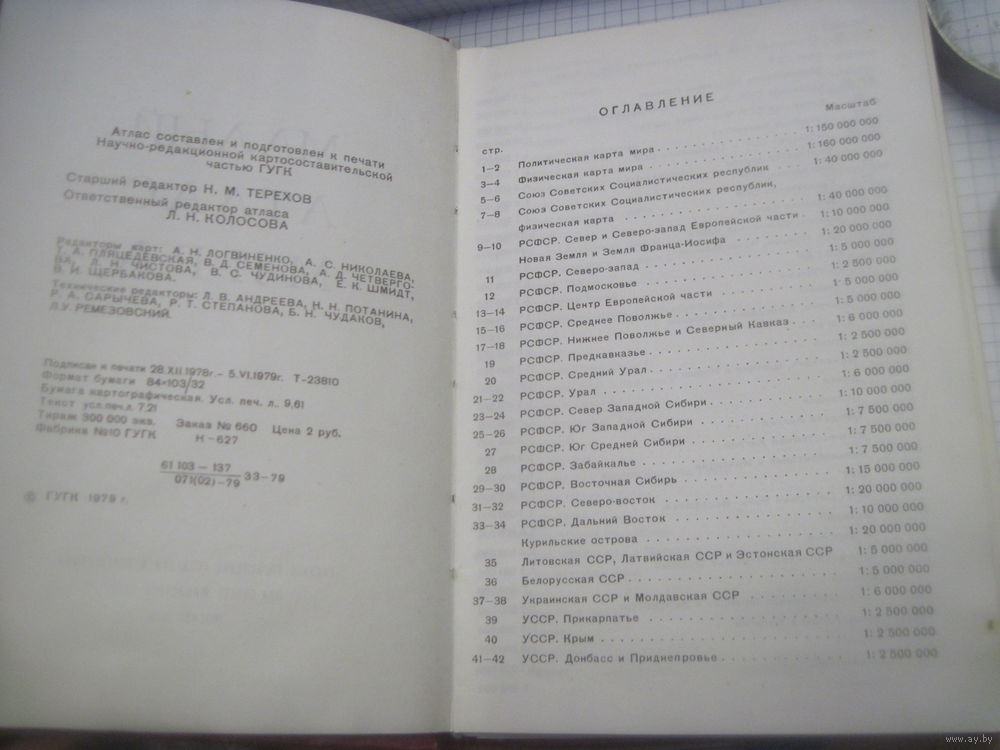 Атлас составлен и подготовлен к печати
Научно-редакционной картосоставительской
частью ГУГК
Старший редактор Н. М. ТЕРЕХОВ
Ответственный редактор атласа
Л. Н. КОЛОСОВА
Редакторы карт: А. Н. ЛОГВИНЕНКО, А. С. НИКОЛАЕВА,
Т. А. ПЛЯЦЕДЕВСКАЯ, В. Д. СЕМЕНОВА, А. Д. ЧЕТВЕРГО-
ВА, Л. Н. ЧИСТОВА, В. С. ЧУДИНОВА, Е. К. ШМИДТ,
В. И. ЩЕРБАКОВА.
Технические редакторы: Л. В. АНДРЕЕВА, Н. Н. ПОТАНИНА,
Р. А. САРЫЧЕВА, Р. Т. СТЕПАНОВА, Б. Н. ЧУДАКОВ,
Л. У. РЕМЕЗОВСКИЙ.
Подписан к печати 28.XII.1978г.– 5.VI.1979г. Т-23810
Формат бумаги 84×103/32
Бумага картографическая. Усл. печ. л.. 9,61
Текст усл.печ.л. 7,21
Тираж 300 000 экз. Заказ № 660 Цена 2 руб.
Фабрика №10 ГУГК Н -627
61 103 – 137
071(02) –79 33–79
© ГУГК 1979 г.
ОГЛАВЛЕНИЕ
стр. Масштаб
1–2 Политическая карта мира 1: 150 000 000
3–4 Физическая карта мира 1: 160 000 000
5–6 Союз Советских Социалистических республик 1: 40 000 000
7–8 Союз Советских Социалистических республик,
физическая карта 1: 40 000 000
9–10 РСФСР. Север и Северо-запад Европейской части 1: 10 000 000
Новая Земля и Земля Франца-Иосифа 1: 20 000 000
11 РСФСР. Северо-запад 1: 5 000 000
12 РСФСР. Подмосковье 1: 2 500 000
13–14 РСФСР. Центр Европейской части 1: 5 000 000
15–16 РСФСР. Среднее Поволжье 1: 5 000 000
17–18 РСФСР. Нижнее Поволжье и Северный Кавказ 1: 6 000 000
19 РСФСР. Предкавказье 1: 2 500 000
20 РСФСР. Средний Урал 1: 2 500 000
21–22 РСФСР. Урал 1: 6 000 000
23–24 РСФСР. Север Западной Сибири 1: 10 000 000
25–26 РСФСР. Юг Западной Сибири 1: 7 500 000
27 РСФСР. Юг Средней Сибири 1: 7 500 000
28 РСФСР. Забайкалье 1: 7 500 000
29–30 РСФСР. Восточная Сибирь 1: 15 000 000
31–32 РСФСР. Северо-восток 1: 20 000 000
33–34 РСФСР. Дальний Восток 1: 10 000 000
Курильские острова 1: 20 000 000
35 Литовская ССР, Латвийская ССР и Эстонская ССР 1: 5 000 000
36 Белорусская ССР 1: 5 000 000
37–38 Украинская ССР и Молдавская ССР 1: 6 000 000
39 УССР. Прикарпатье 1: 2 500 000
40 УССР. Крым 1: 2 500 000
41–42 УССР. Донбасс и Приднепровье 1: 2 500 000
www.ay.by